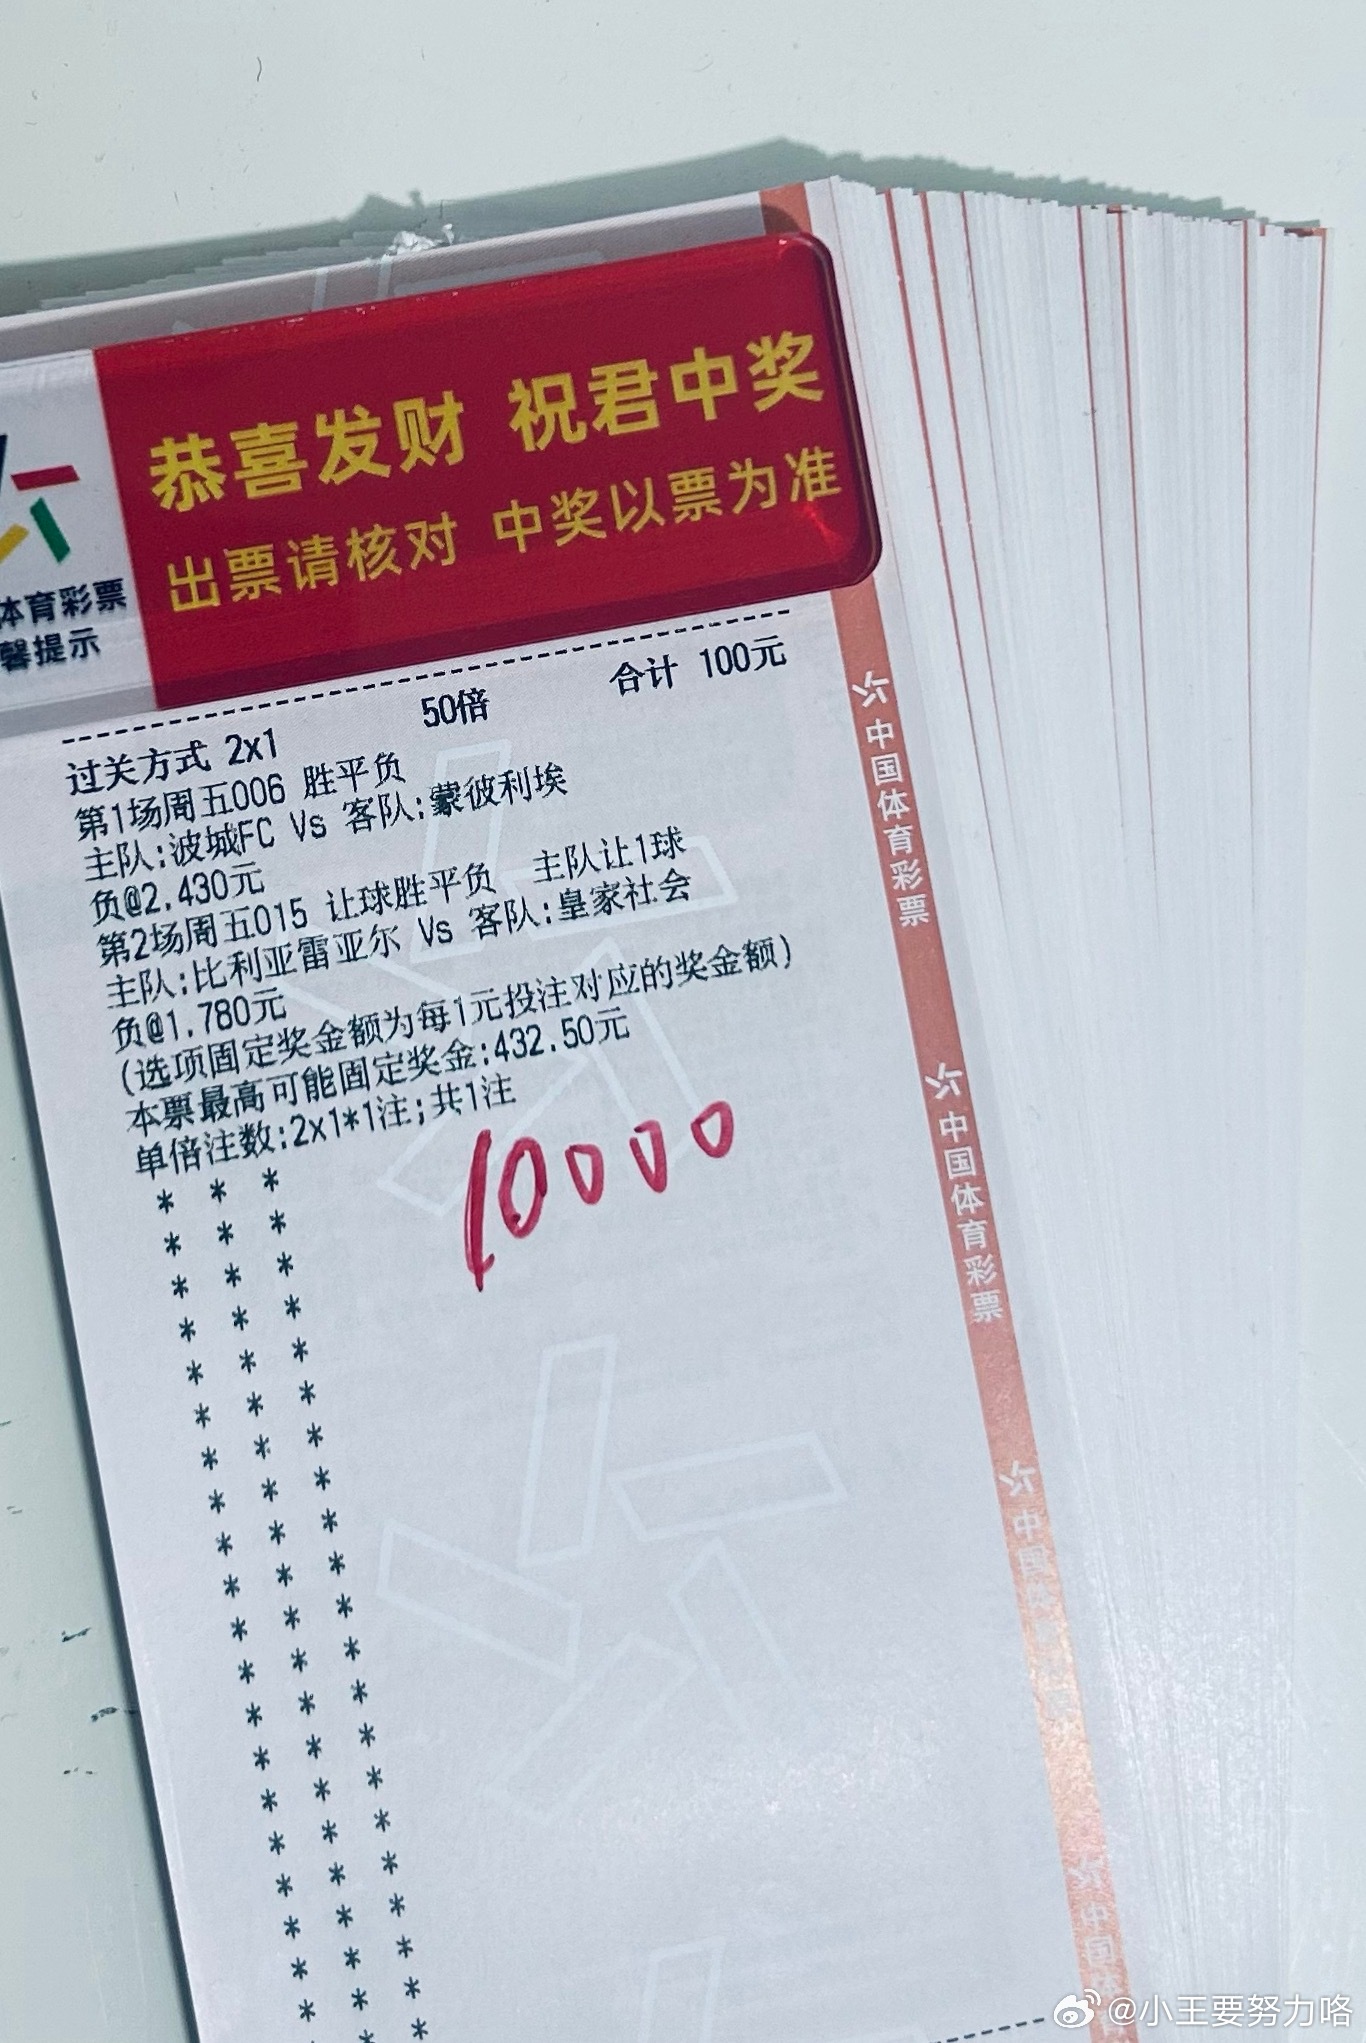 恭喜发财 祝君中奖
出票请核对 中奖以票为准
体育彩票
馨提示
过关方式 2x1 50倍 合计 100元
第1场周五006 胜平负
主队:波城FC Vs 客队:蒙彼利埃
负@2.430元
第2场周五015 让球胜平负 主队让1球
主队:比利亚雷亚尔 Vs 客队:皇家社会
负@1.780元
(选项固定奖金额为每1元投注对应的奖金额)
本票最高可能固定奖金:432.50元
单倍注数:2x1*1注;共1注
10000
中国体育彩票
中国体育彩票
中国体
中国体
@小王要努力咯